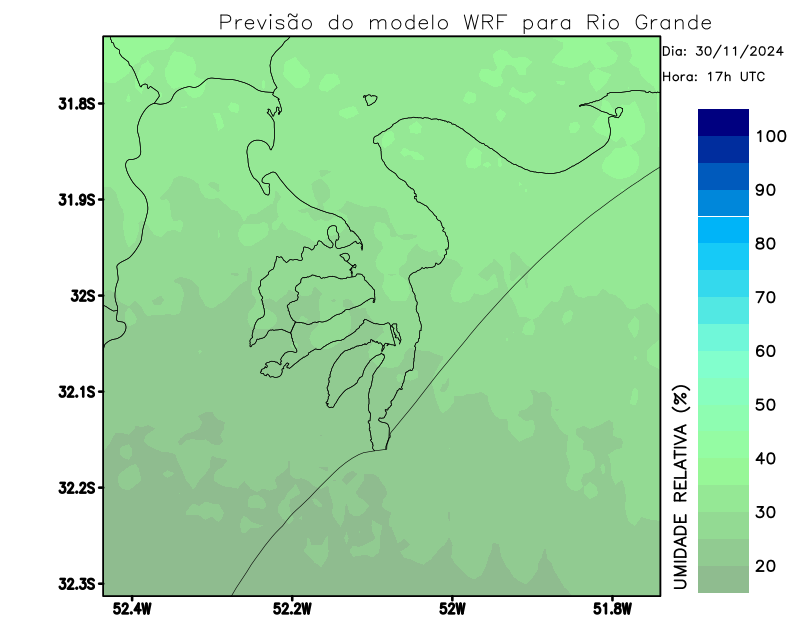 Previsão do modelo WRF para Rio Grande
Dia: 30/11/2024
Hora: 17h UTC
31.8S
31.9S
32S
32.1S
32.2S
32.3S
52.4W
52.2W
52W
51.8W
UMIDADE RELATIVA (%)
100
90
80
70
60
50
40
30
20